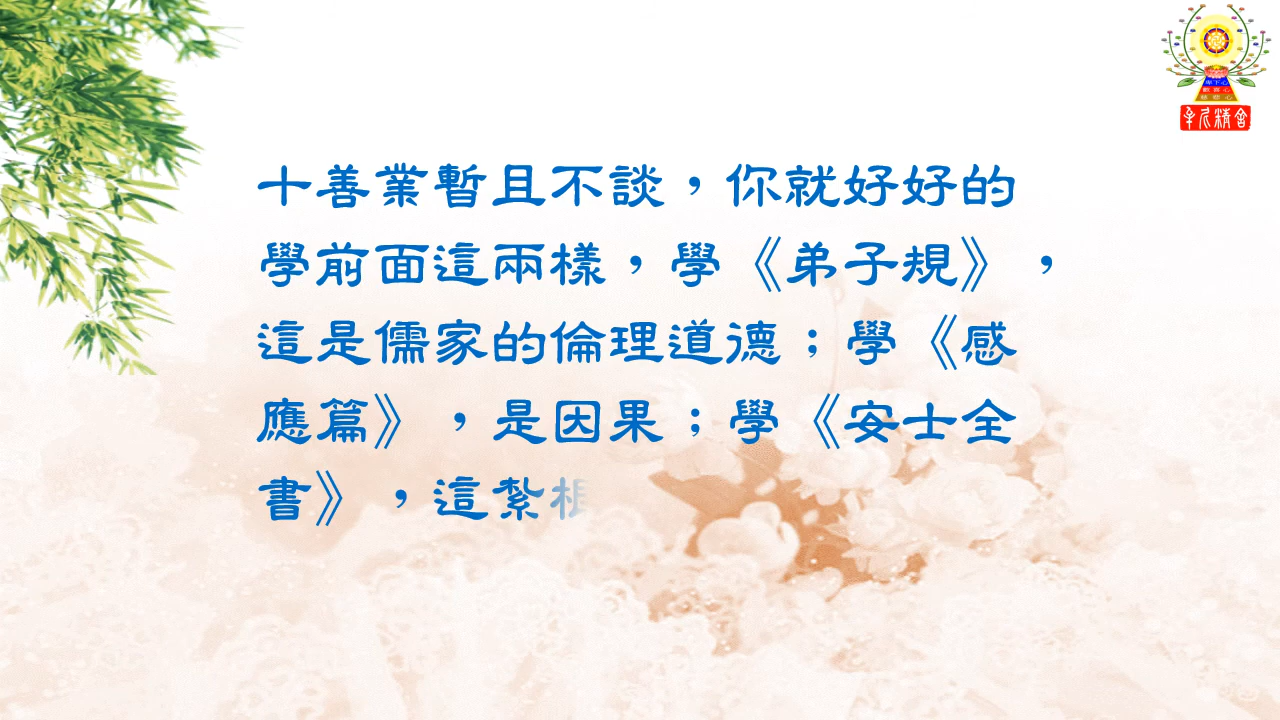 十善業暫且不談，你就好好的
學前面這兩樣，學《弟子規》，
這是儒家的倫理道德；學《感
應篇》，是因果；學《安士全
書》，這紮